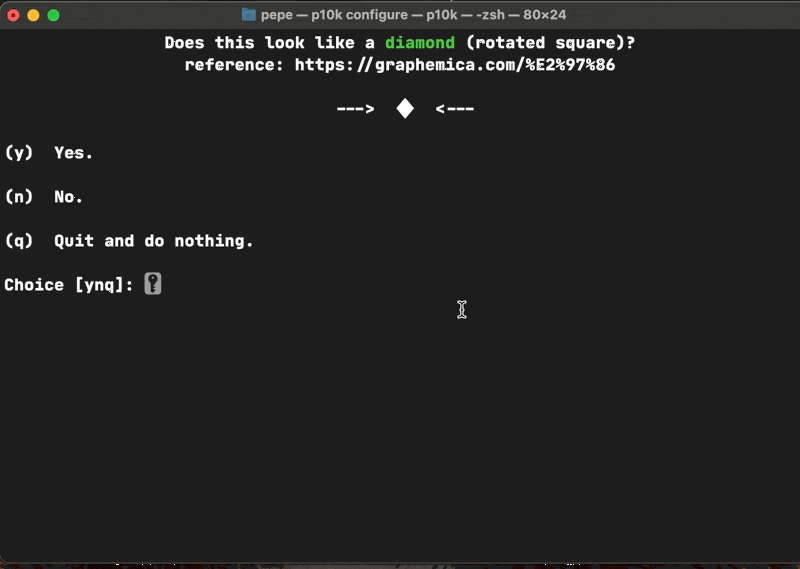 pepe — p10k configure — p10k — -zsh — 80×24
Does this look like a diamond (rotated square)?
reference: https://graphemica.com/%E2%97%86
---> ◆ <---
(y) Yes.
(n) No.
(q) Quit and do nothing.
Choice [ynq]: